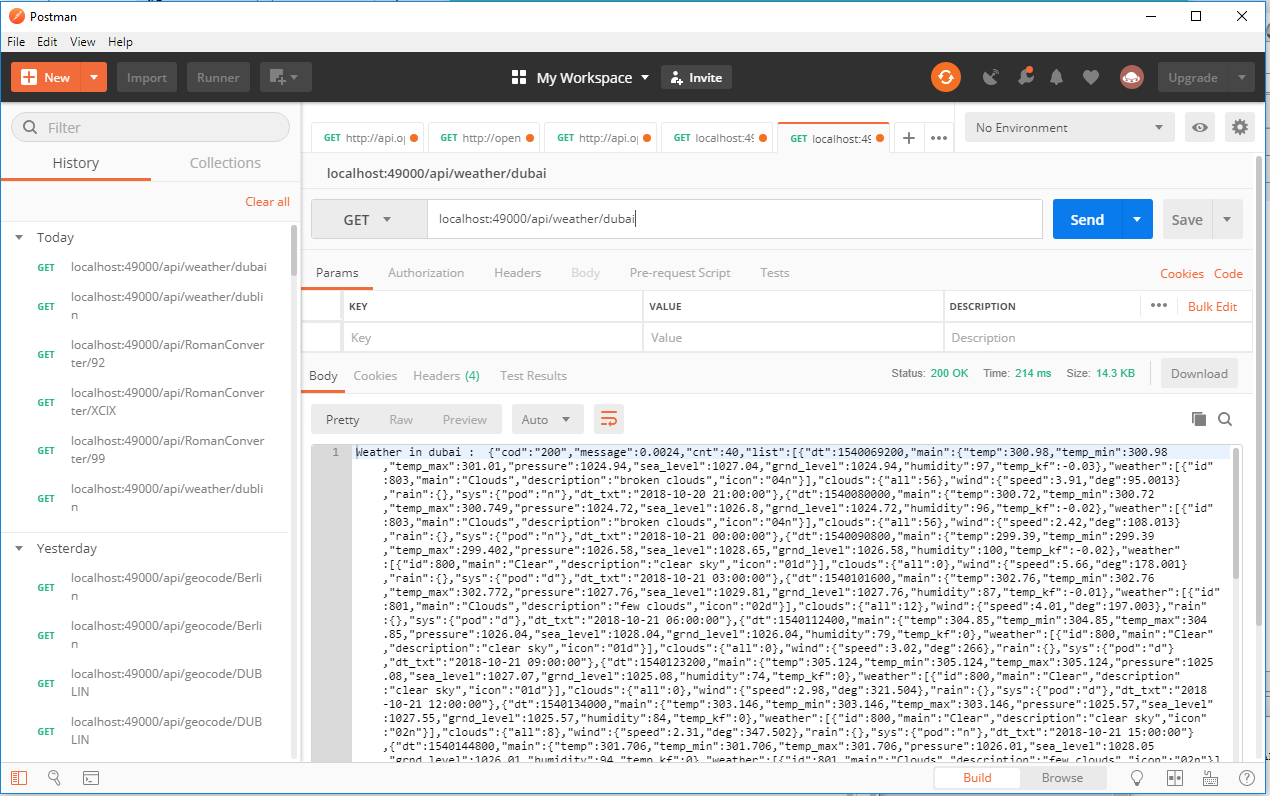 Postman
File Edit View Help
New Import Runner My Workspace Invite Upgrade
Filter
History Collections
Clear all
Today
GET localhost:49000/api/weather/dubai
GET localhost:49000/api/weather/dubli
n
GET localhost:49000/api/RomanConver
ter/92
GET localhost:49000/api/RomanConver
ter/XCIX
GET localhost:49000/api/RomanConver
ter/99
GET localhost:49000/api/weather/dubli
n
Yesterday
GET localhost:49000/api/geocode/Berli
n
GET localhost:49000/api/geocode/Berli
n
GET localhost:49000/api/geocode/DUB
LIN
GET localhost:49000/api/geocode/DUB
LIN
GET http://api.o GET http://open GET http://api.o GET localhost:49 GET localhost:49 No Environment
localhost:49000/api/weather/dubai
GET localhost:49000/api/weather/dubai Send Save
Params Authorization Headers Body Pre-request Script Tests Cookies Code
KEY VALUE DESCRIPTION Bulk Edit
Key Value Description
Body Cookies Headers (4) Test Results Status: 200 OK Time: 214 ms Size: 14.3 KB Download
Pretty Raw Preview Auto
1 Weather in dubai :  {"cod":"200","message":0.0024,"cnt":40,"list":[{"dt":1540069200,"main":{"temp":300.98,"temp_min":300.98
,"temp_max":301.01,"pressure":1024.94,"sea_level":1027.04,"grnd_level":1024.94,"humidity":97,"temp_kf":-0.03},"weather":[{"id"
:803,"main":"Clouds","description":"broken clouds","icon":"04n"}],"clouds":{"all":56},"wind":{"speed":3.91,"deg":95.0013}
,"rain":{},"sys":{"pod":"n"},"dt_txt":"2018-10-20 21:00:00"},{"dt":1540080000,"main":{"temp":300.72,"temp_min":300.72
,"temp_max":300.749,"pressure":1024.72,"sea_level":1026.8,"grnd_level":1024.72,"humidity":96,"temp_kf":-0.02},"weather":[{"id"
:803,"main":"Clouds","description":"broken clouds","icon":"04n"}],"clouds":{"all":56},"wind":{"speed":2.42,"deg":108.013}
,"rain":{},"sys":{"pod":"n"},"dt_txt":"2018-10-21 00:00:00"},{"dt":1540090800,"main":{"temp":299.39,"temp_min":299.39
,"temp_max":299.402,"pressure":1026.58,"sea_level":1028.65,"grnd_level":1026.58,"humidity":100,"temp_kf":-0.02},"weather"
:[{"id":800,"main":"Clear","description":"clear sky","icon":"01d"}],"clouds":{"all":0},"wind":{"speed":5.66,"deg":178.001}
,"rain":{},"sys":{"pod":"d"},"dt_txt":"2018-10-21 03:00:00"},{"dt":1540101600,"main":{"temp":302.76,"temp_min":302.76
,"temp_max":302.772,"pressure":1027.76,"sea_level":1029.81,"grnd_level":1027.76,"humidity":87,"temp_kf":-0.01},"weather":[{"id"
:801,"main":"Clouds","description":"few clouds","icon":"02d"}],"clouds":{"all":12},"wind":{"speed":4.01,"deg":197.003},"rain"
:{},"sys":{"pod":"d"},"dt_txt":"2018-10-21 06:00:00"},{"dt":1540112400,"main":{"temp":304.85,"temp_min":304.85,"temp_max":304
.85,"pressure":1026.04,"sea_level":1028.04,"grnd_level":1026.04,"humidity":79,"temp_kf":0},"weather":[{"id":800,"main":"Clear"
,"description":"clear sky","icon":"01d"}],"clouds":{"all":0},"wind":{"speed":3.02,"deg":266},"rain":{},"sys":{"pod":"d"}
,"dt_txt":"2018-10-21 09:00:00"},{"dt":1540123200,"main":{"temp":305.124,"temp_min":305.124,"temp_max":305.124,"pressure":1025
.08,"sea_level":1027.07,"grnd_level":1025.08,"humidity":74,"temp_kf":0},"weather":[{"id":800,"main":"Clear","description"
:"clear sky","icon":"01d"}],"clouds":{"all":0},"wind":{"speed":2.98,"deg":321.504},"rain":{},"sys":{"pod":"d"},"dt_txt":"2018
-10-21 12:00:00"},{"dt":1540134000,"main":{"temp":303.146,"temp_min":303.146,"temp_max":303.146,"pressure":1025.57,"sea_level"
:1027.55,"grnd_level":1025.57,"humidity":84,"temp_kf":0},"weather":[{"id":800,"main":"Clear","description":"clear sky","icon"
:"02n"}],"clouds":{"all":8},"wind":{"speed":2.31,"deg":347.502},"rain":{},"sys":{"pod":"n"},"dt_txt":"2018-10-21 15:00:00"}
,{"dt":1540144800,"main":{"temp":301.706,"temp_min":301.706,"temp_max":301.706,"pressure":1026.01,"sea_level":1028.05
,"grnd_level":1026.01,"humidity":94,"temp_kf":0},"weather":[{"id":801,"main":"Clouds","description":"few clouds","icon":"02n"}]
Build Browse